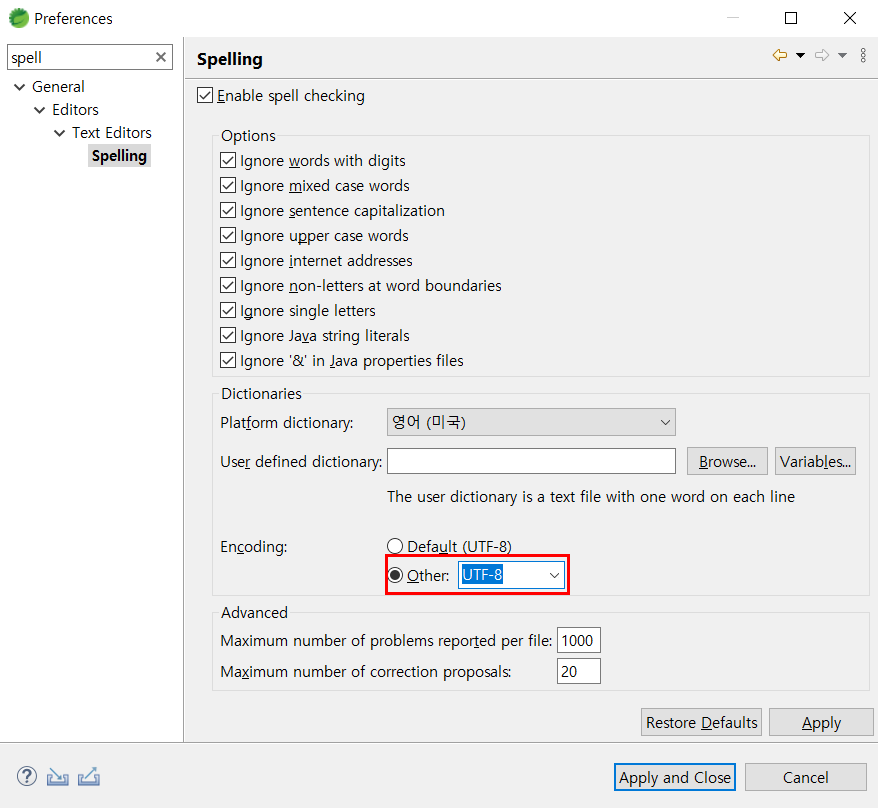 Preferences
spell
General
Editors
Text Editors
Spelling
Spelling
Enable spell checking
Options
Ignore words with digits
Ignore mixed case words
Ignore sentence capitalization
Ignore upper case words
Ignore internet addresses
Ignore non-letters at word boundaries
Ignore single letters
Ignore Java string literals
Ignore '&' in Java properties files
Dictionaries
Platform dictionary: 영어 (미국)
User defined dictionary: Browse... Variables...
The user dictionary is a text file with one word on each line
Encoding: Default (UTF-8)
Other: UTF-8
Advanced
Maximum number of problems reported per file: 1000
Maximum number of correction proposals: 20
Restore Defaults Apply
? Apply and Close Cancel